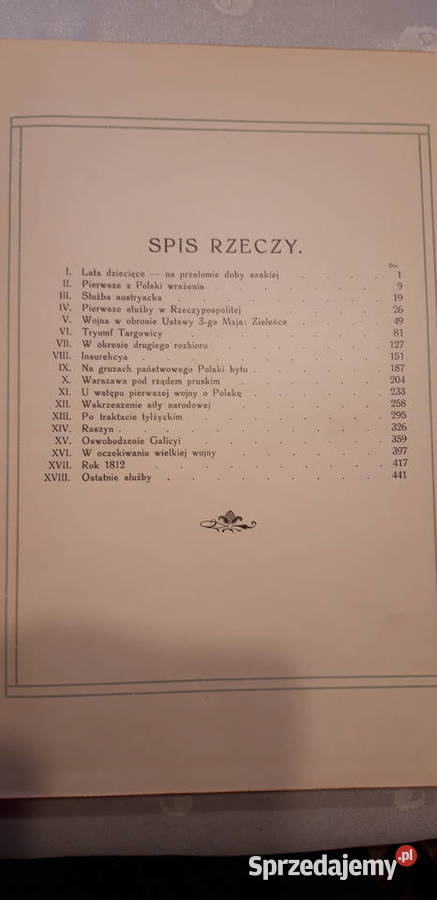 SPIS RZECZY.
Str.
I. Lata dziecięce — na przełomie doby saskiej . . . . 1
II. Pierwsze z Polski wrażenia . . . . 9
III. Służba austryacka . . . . 19
IV. Pierwsze służby w Rzeczypospolitej . . . . 26
V. Wojna w obronie Ustawy 3-go Maja: Zieleńce . . . . 49
VI. Tryumf Targowicy . . . . 81
VII. W okresie drugiego rozbioru . . . . 127
VIII. Insurekcya . . . . 151
IX. Na gruzach państwowego Polski bytu . . . . 187
X. Warszawa pod rządem pruskim . . . . 204
XI. U wstępu pierwszej wojny o Polskę . . . . 233
XII. Wskrzeszenie siły narodowej . . . . 258
XIII. Po traktacie tylżyckim . . . . 295
XIV. Raszyn . . . . 326
XV. Oswobodzenie Galicyi . . . . 359
XVI. W oczekiwaniu wielkiej wojny . . . . 397
XVII. Rok 1812 . . . . 417
XVIII. Ostatnie służby . . . . 441
Sprzedajemy.pl